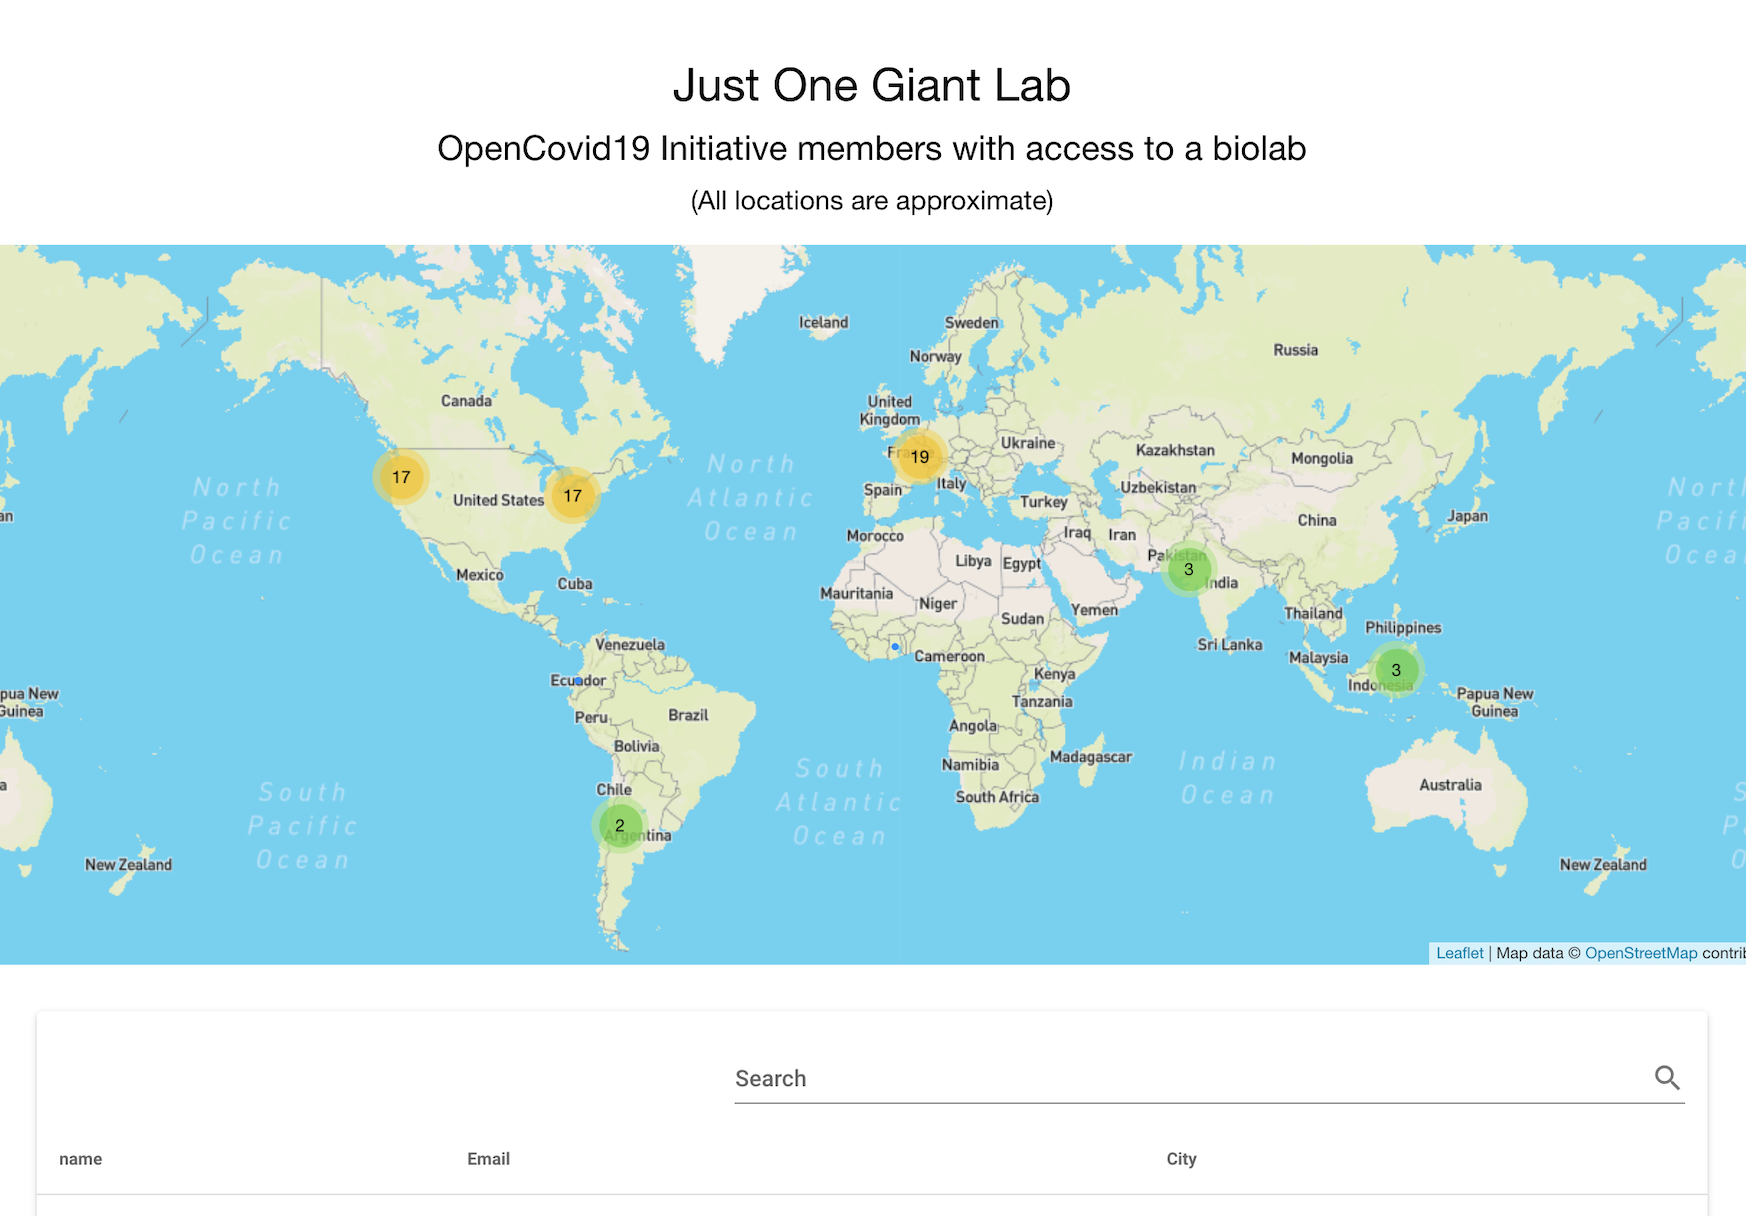 Just One Giant Lab
OpenCovid19 Initiative members with access to a biolab
(All locations are approximate)
Iceland
Sweden
Norway
Russia
Canada
United
Kingdom
Ukraine
Kazakhstan
Mongolia
France
19
17
17
United States
North
Pacific
Ocean
North
Atlantic
Ocean
Spain
Italy
Turkey
Uzbekistan
China
Japan
North
Pacifi
Ocea
an
Morocco
Iraq
Iran
Pakistan
3
India
Libya
Egypt
Mexico
Cuba
Mauritania
Niger
Sudan
Yemen
Thailand
Philippines
Venezuela
Cameroon
Sri Lanka
Malaysia
3
Indonesia
Ecuador
Kenya
Tanzania
pua New
Guinea
Papua New
Guinea
Peru
Brazil
Angola
Bolivia
Madagascar
Namibia
Indian
Ocean
South
Atlantic
Ocean
South
Pacific
Ocean
Chile
South Africa
Australia
a
2
Argentina
New Zealand
New Zealand
S
P
O
Leaflet | Map data © OpenStreetMap contrib
Search
name Email City